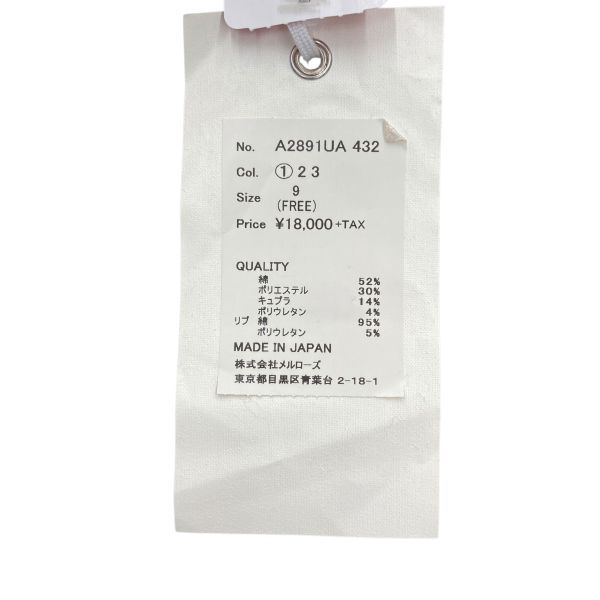 No. A2891UA 432
Col. ① 2 3
Size 9
(FREE)
Price ¥18,000+TAX
QUALITY
綿 52%
ポリエステル 30%
キュプラ 14%
ポリウレタン 4%
リブ 綿 95%
ポリウレタン 5%
MADE IN JAPAN
株式会社メルローズ
東京都目黒区青葉台 2-18-1